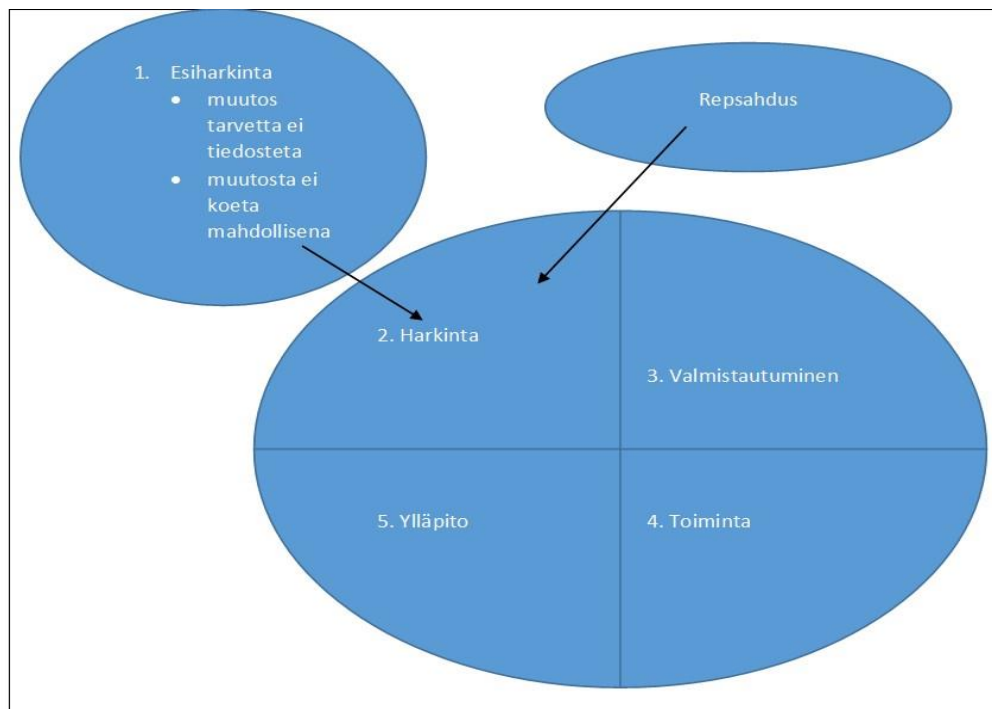 1. Esiharkinta
• muutos
tarvetta ei
tiedosteta
• muutosta ei
koeta
mahdollisena
Repsahdus
2. Harkinta
3. Valmistautuminen
5. Ylläpito
4. Toiminta